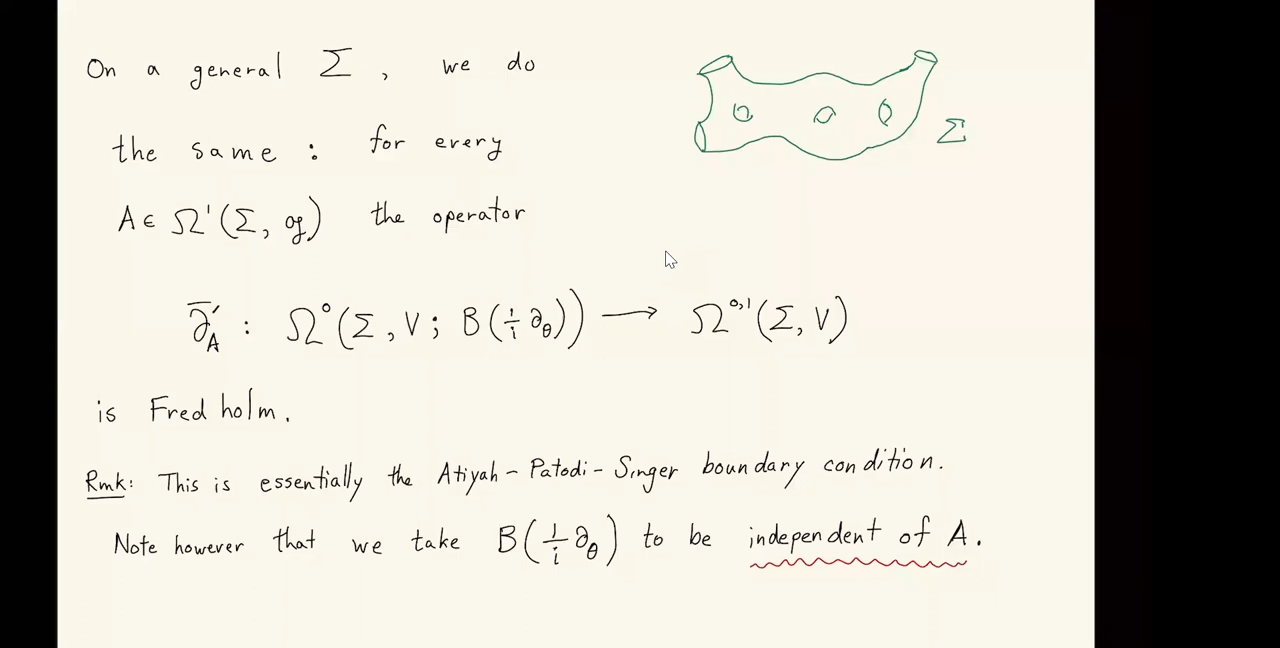 On a general Σ, we do
Σ
the same : for every
A ∈ Ω¹(Σ, 𝔤) the operator
∂̄'_A : Ω⁰(Σ, V; B(1/i ∂_θ)) ⟶ Ω^{0,1}(Σ, V)
is Fredholm.
Rmk: This is essentially the Atiyah-Patodi-Singer boundary condition.
Note however that we take B(1/i ∂_θ) to be independent of A.